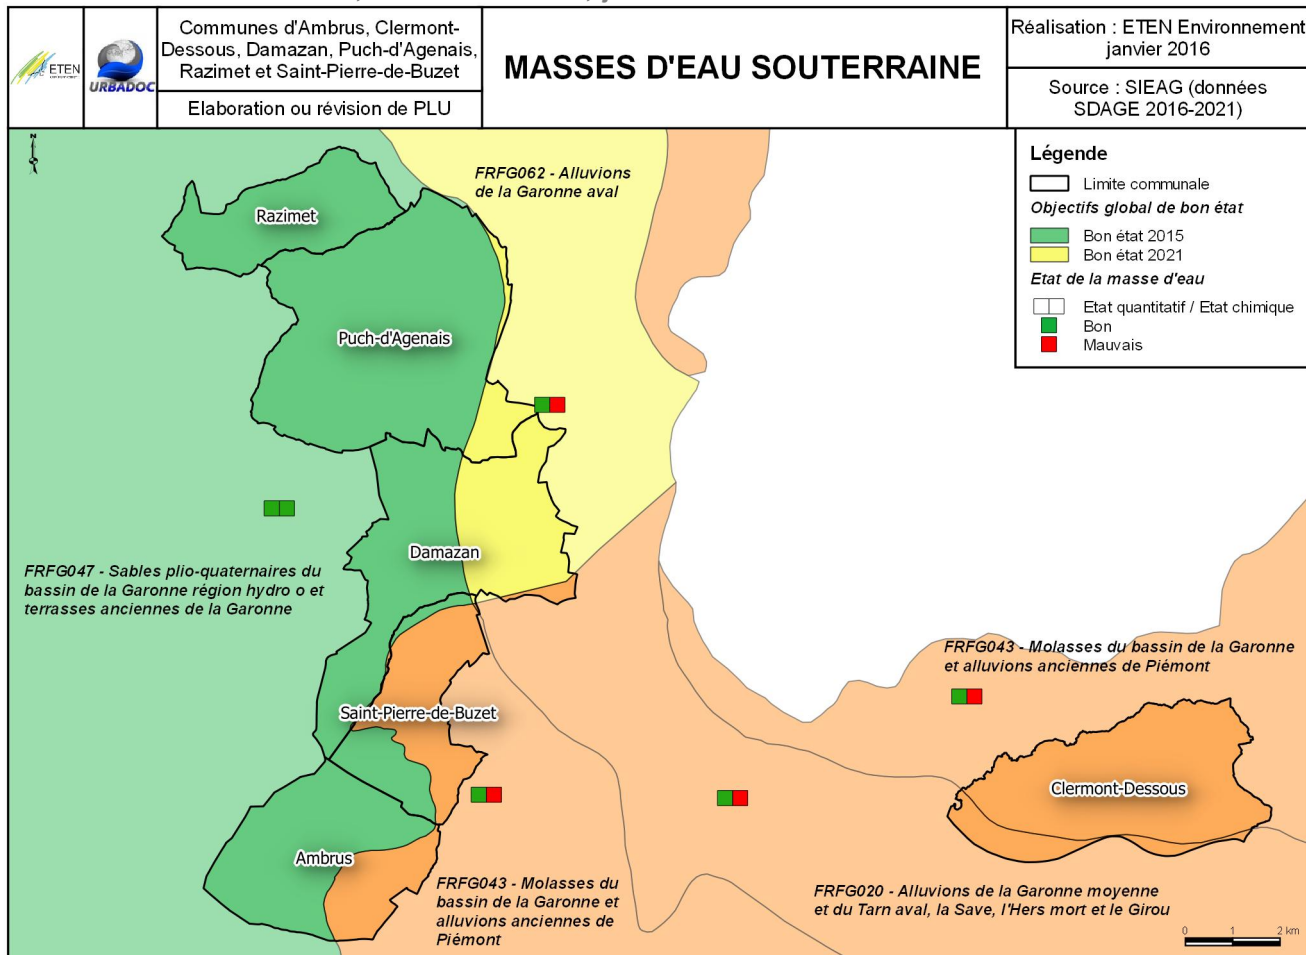 ETEN
URBADOC
Communes d'Ambrus, Clermont-
Dessous, Damazan, Puch-d'Agenais,
Razimet et Saint-Pierre-de-Buzet
Elaboration ou révision de PLU
MASSES D'EAU SOUTERRAINE
Réalisation : ETEN Environnement
janvier 2016
Source : SIEAG (données
SDAGE 2016-2021)
N
Légende
Limite communale
Objectifs global de bon état
Bon état 2015
Bon état 2021
Etat de la masse d'eau
Etat quantitatif / Etat chimique
Bon
Mauvais
FRFG062 - Alluvions
de la Garonne aval
Razimet
Puch-d'Agenais
Damazan
FRFG047 - Sables plio-quaternaires du
bassin de la Garonne région hydro o et
terrasses anciennes de la Garonne
FRFG043 - Molasses du bassin de la Garonne
et alluvions anciennes de Piémont
Saint-Pierre-de-Buzet
Clermont-Dessous
Ambrus
FRFG043 - Molasses du
bassin de la Garonne et
alluvions anciennes de
Piémont
FRFG020 - Alluvions de la Garonne moyenne
et du Tarn aval, la Save, l'Hers mort et le Girou
0 1 2 km